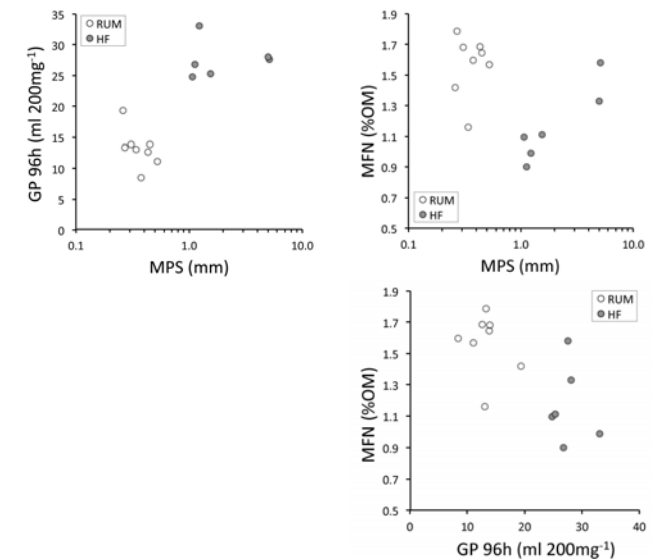 35
30
25
20
15
10
5
0
GP 96h (ml 200mg⁻¹)
RUM
HF
0.1 1.0 10.0
MPS (mm)
1.9
1.7
1.5
1.3
1.1
0.9
0.7
0.5
MFN (%OM)
RUM
HF
0.1 1.0 10.0
MPS (mm)
1.9
1.7
1.5
1.3
1.1
0.9
0.7
0.5
MFN (%OM)
RUM
HF
0 10 20 30 40
GP 96h (ml 200mg⁻¹)